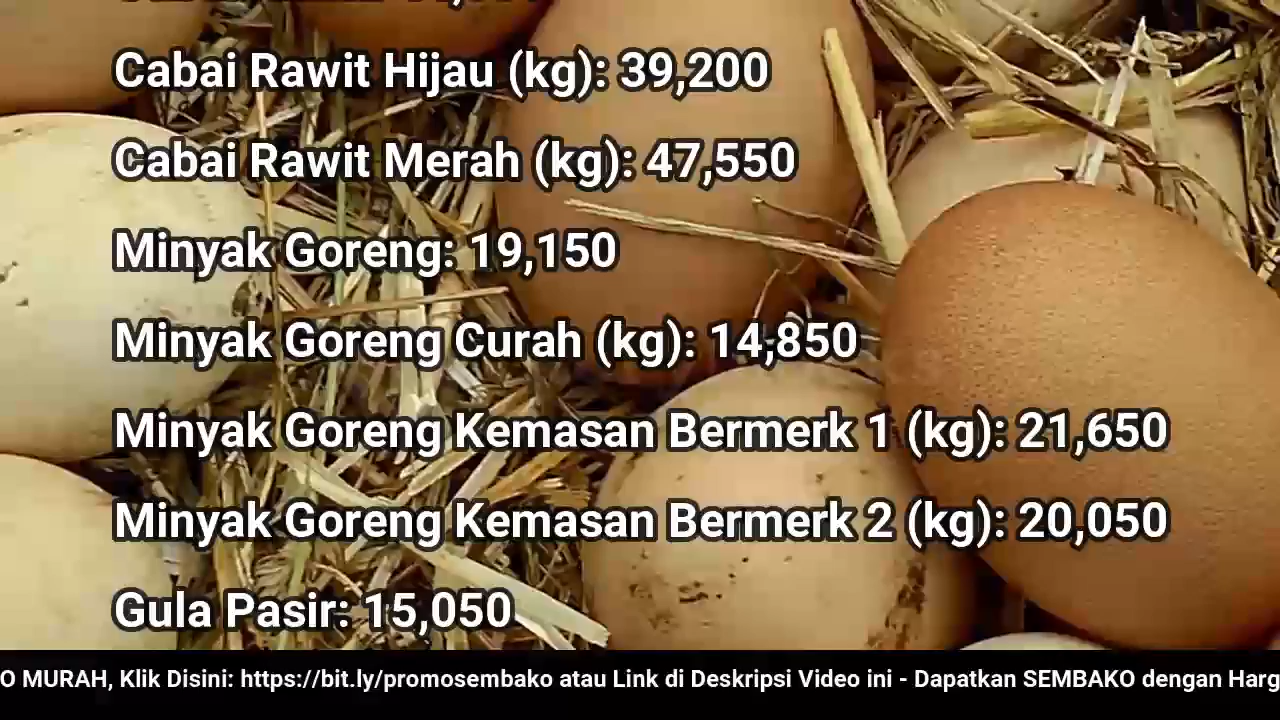 Cabai Rawit Hijau (kg): 39,200
Cabai Rawit Merah (kg): 47,550
Minyak Goreng: 19,150
Minyak Goreng Curah (kg): 14,850
Minyak Goreng Kemasan Bermerk 1 (kg): 21,650
Minyak Goreng Kemasan Bermerk 2 (kg): 20,050
Gula Pasir: 15,050
O MURAH, Klik Disini: https://bit.ly/promosembako atau Link di Deskripsi Video ini - Dapatkan SEMBAKO dengan Harg